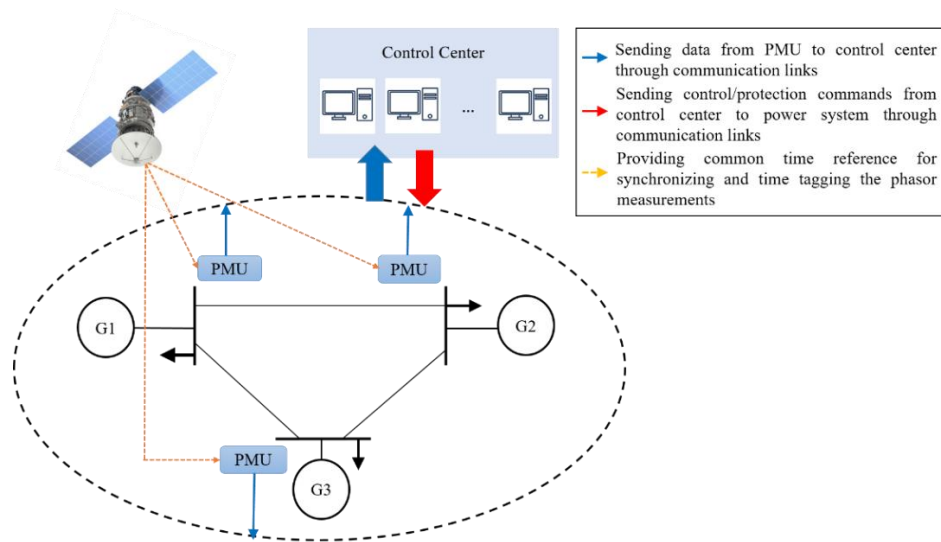 Control Center
...
Sending data from PMU to control center
through communication links
Sending control/protection commands from
control center to power system through
communication links
Providing common time reference for
synchronizing and time tagging the phasor
measurements
PMU
PMU
G1
G2
PMU
G3